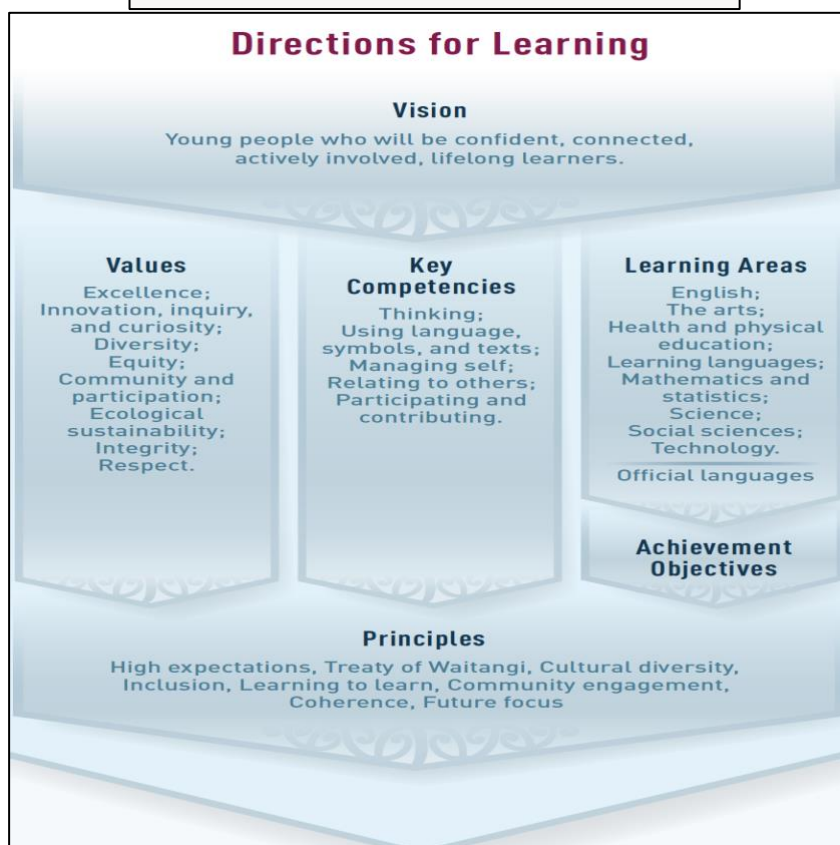 Directions for Learning
Vision
Young people who will be confident, connected,
actively involved, lifelong learners.
Values
Excellence;
Innovation, inquiry,
and curiosity;
Diversity;
Equity;
Community and
participation;
Ecological
sustainability;
Integrity;
Respect.
Key
Competencies
Thinking;
Using language,
symbols, and texts;
Managing self;
Relating to others;
Participating and
contributing.
Learning Areas
English;
The arts;
Health and physical
education;
Learning languages;
Mathematics and
statistics;
Science;
Social sciences;
Technology.
Official languages
Achievement
Objectives
Principles
High expectations, Treaty of Waitangi, Cultural diversity,
Inclusion, Learning to learn, Community engagement,
Coherence, Future focus